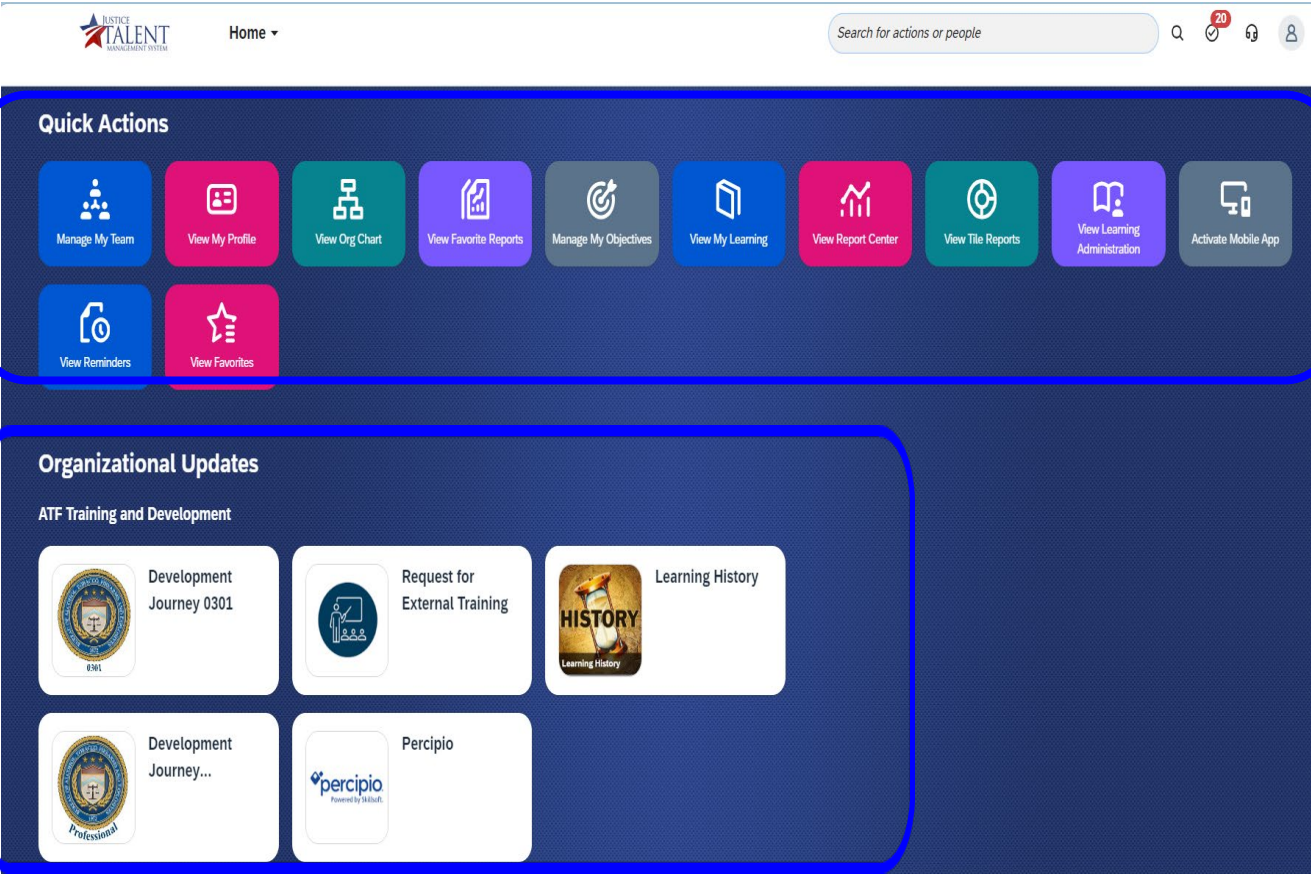 JUSTICE
TALENT
MANAGEMENT SYSTEM
Home
Search for actions or people
20
Quick Actions
Manage My Team
View My Profile
View Org Chart
View Favorite Reports
Manage My Objectives
View My Learning
View Report Center
View Tile Reports
View Learning
Administration
Activate Mobile App
View Reminders
View Favorites
Organizational Updates
ATF Training and Development
0301
Development
Journey 0301
Request for
External Training
HISTORY
Learning History
Learning History
Professional
Development
Journey...
percipio
Powered by Skillsoft
Percipio